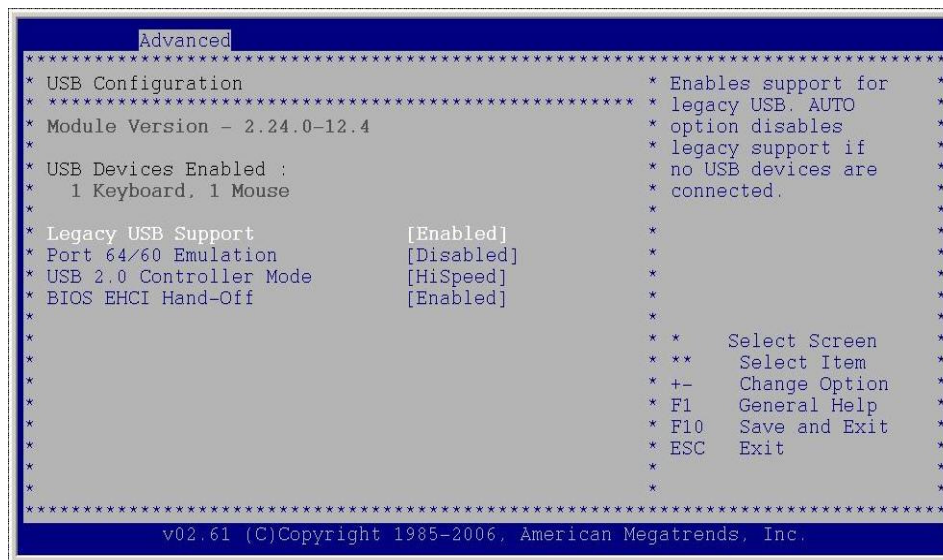 Advanced
USB Configuration
Module Version - 2.24.0-12.4
USB Devices Enabled :
1 Keyboard, 1 Mouse
Legacy USB Support [Enabled]
Port 64/60 Emulation [Disabled]
USB 2.0 Controller Mode [HiSpeed]
BIOS EHCI Hand-Off [Enabled]
Enables support for
legacy USB. AUTO
option disables
legacy support if
no USB devices are
connected.
* Select Screen
** Select Item
+- Change Option
F1 General Help
F10 Save and Exit
ESC Exit
v02.61 (C)Copyright 1985-2006, American Megatrends, Inc.